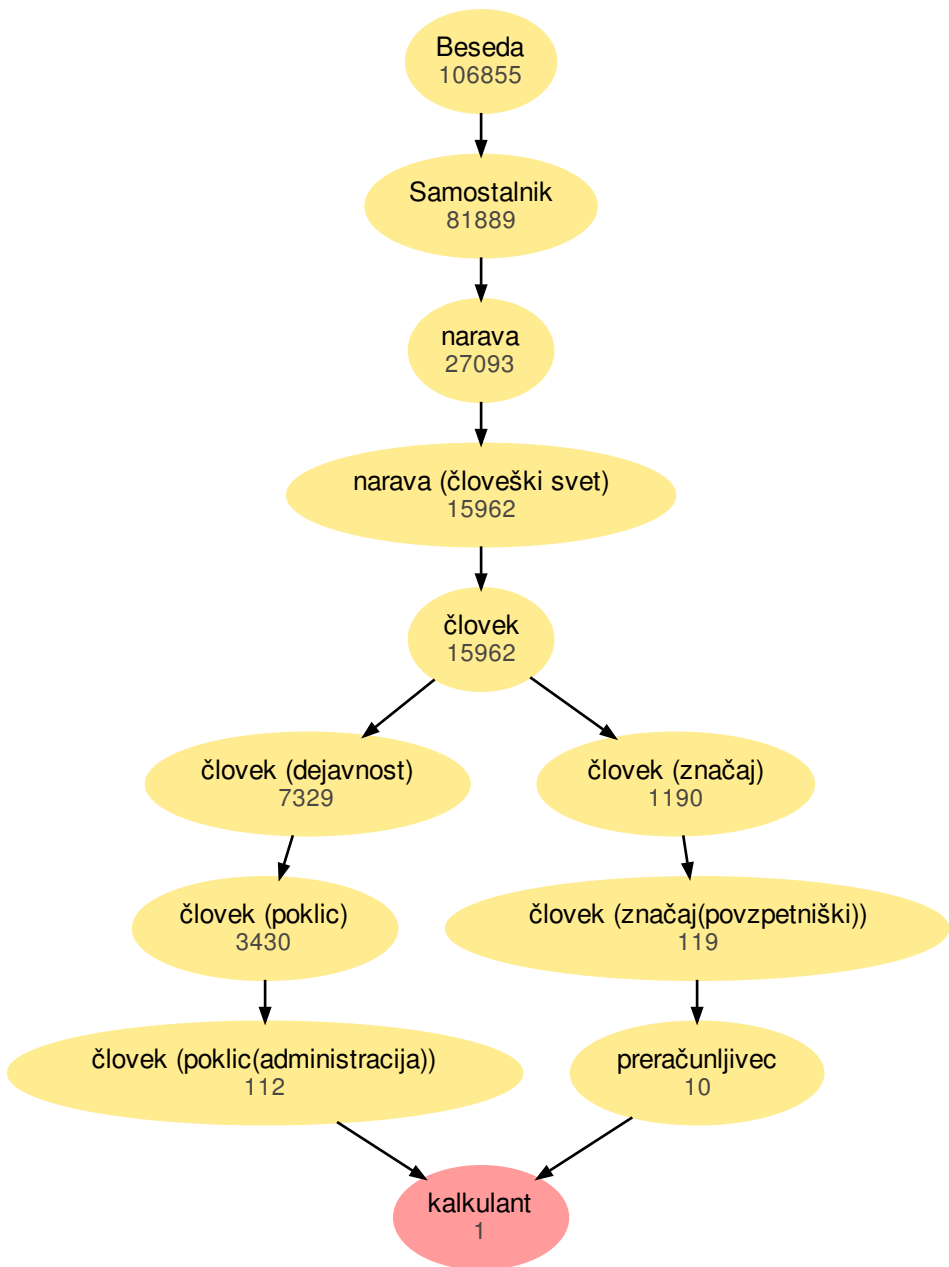 Beseda
106855
Samostalnik
81889
narava
27093
narava (človeški svet)
15962
človek
15962
človek (dejavnost)
7329
človek (značaj)
1190
človek (poklic)
3430
človek (značaj(povzpetniški))
119
človek (poklic(administracija))
112
preračunljivec
10
kalkulant
1